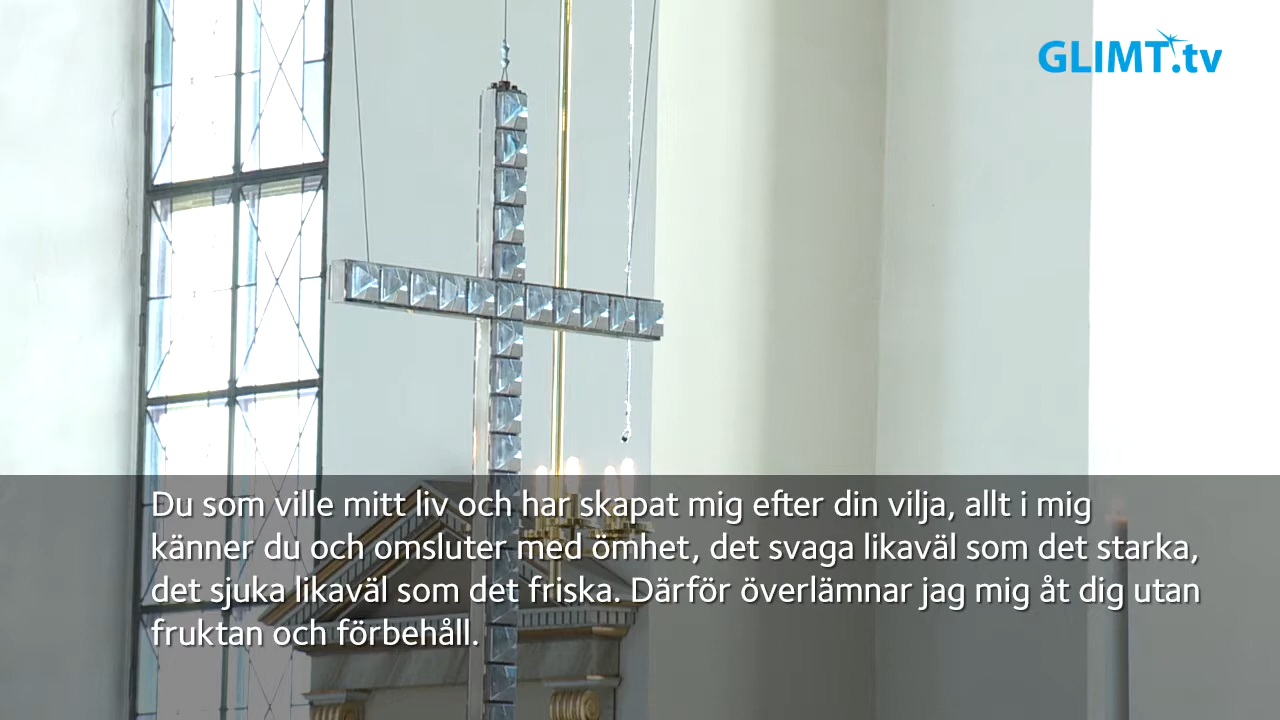 GLIMT.tv
Du som ville mitt liv och har skapat mig efter din vilja, allt i mig
känner du och omsluter med ömhet, det svaga likaväl som det starka,
det sjuka likaväl som det friska. Därför överlämnar jag mig åt dig utan
fruktan och förbehåll.